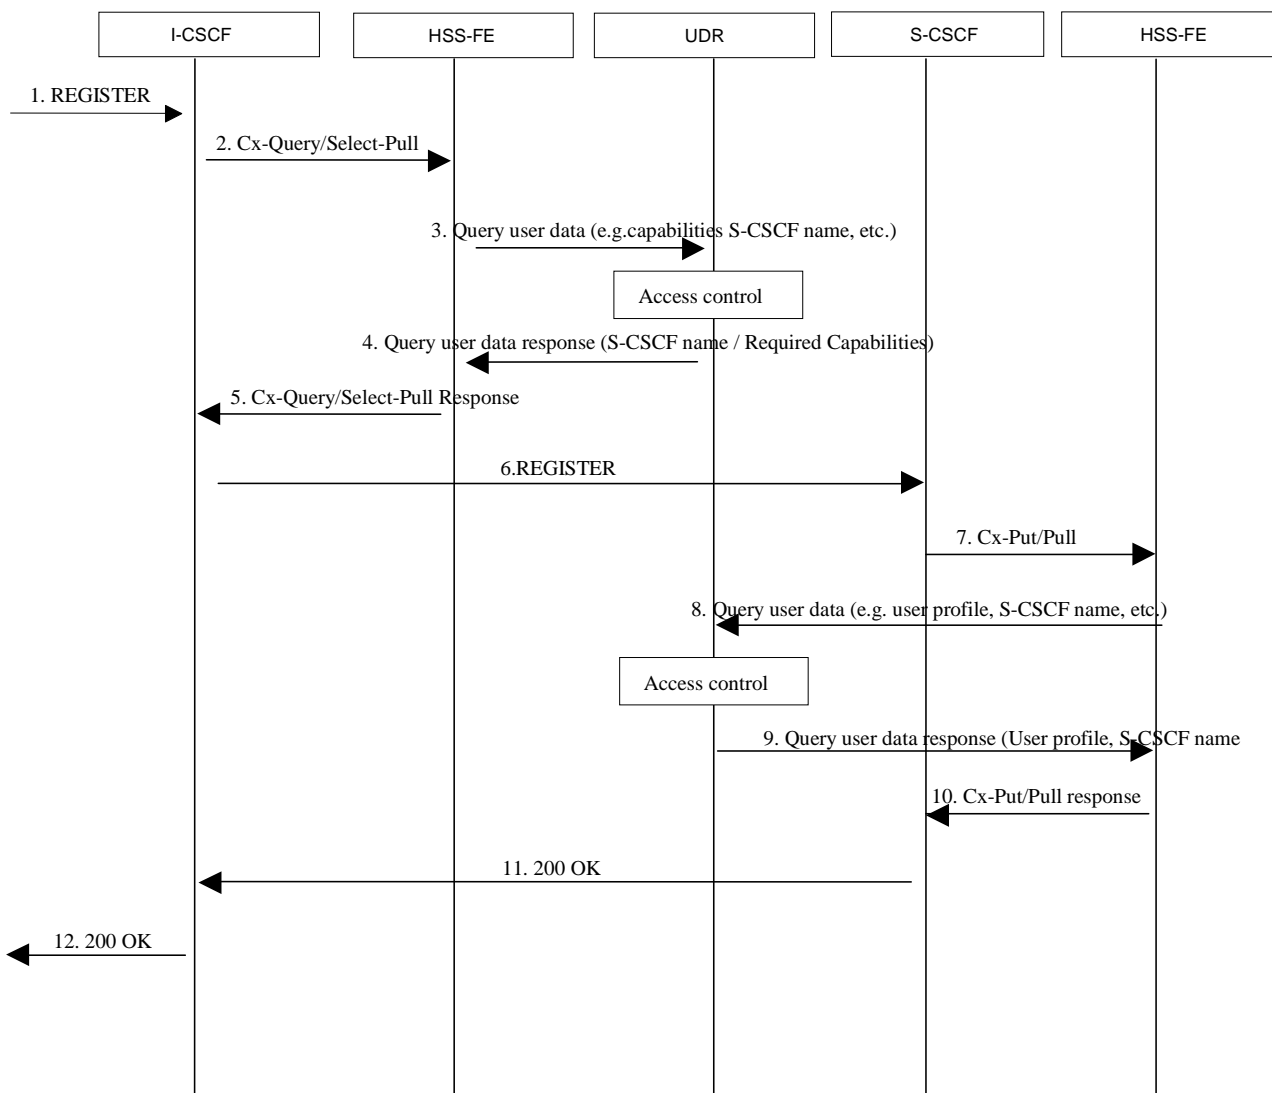 I-CSCF
HSS-FE
UDR
S-CSCF
HSS-FE
1. REGISTER
2. Cx-Query/Select-Pull
3. Query user data (e.g.capabilities S-CSCF name, etc.)
Access control
4. Query user data response (S-CSCF name / Required Capabilities)
5. Cx-Query/Select-Pull Response
6.REGISTER
7. Cx-Put/Pull
8. Query user data (e.g. user profile, S-CSCF name, etc.)
Access control
9. Query user data response (User profile, S-CSCF name
10. Cx-Put/Pull response
11. 200 OK
12. 200 OK